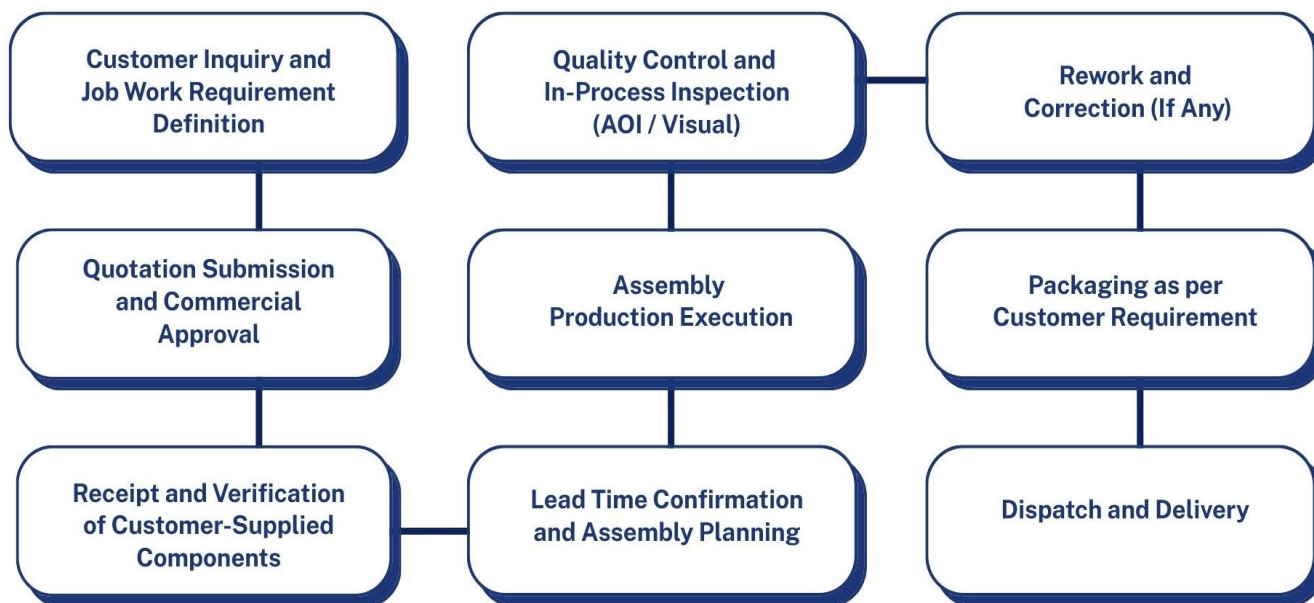 Customer Inquiry and
Job Work Requirement
Definition
Quotation Submission
and Commercial
Approval
Receipt and Verification
of Customer-Supplied
Components
Lead Time Confirmation
and Assembly Planning
Assembly
Production Execution
Quality Control and
In-Process Inspection
(AOI / Visual)
Rework and
Correction (If Any)
Packaging as per
Customer Requirement
Dispatch and Delivery